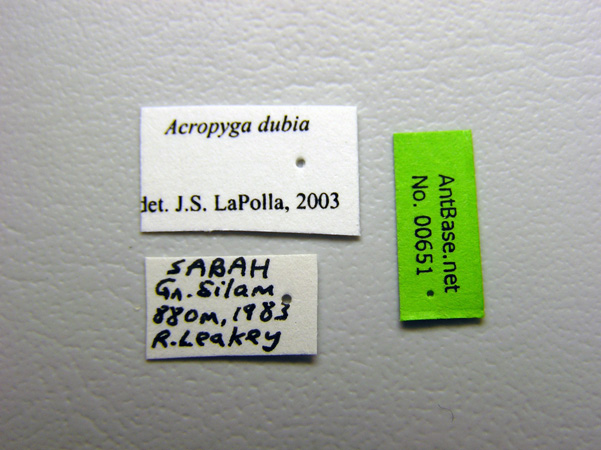 Acropyga dubia
det. J.S. LaPolla, 2003
SABAH
Gn. Silam
880m, 1983
R. Leakey
AntBase.net
No. 00651